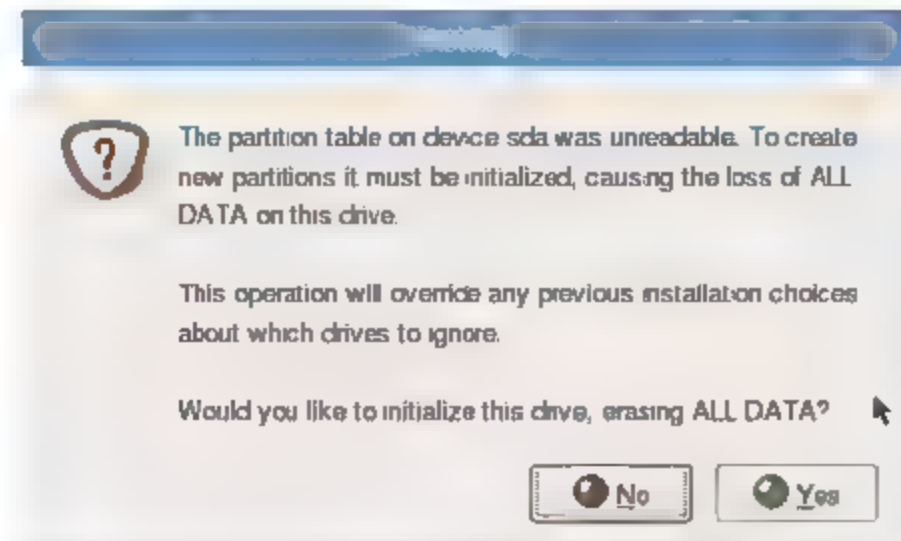 The partition table on device sda was unreadable. To create
new partitions it must be initialized, causing the loss of ALL
DATA on this drive.
This operation will override any previous installation choices
about which drives to ignore.
Would you like to initialize this drive, erasing ALL DATA?
No
Yes